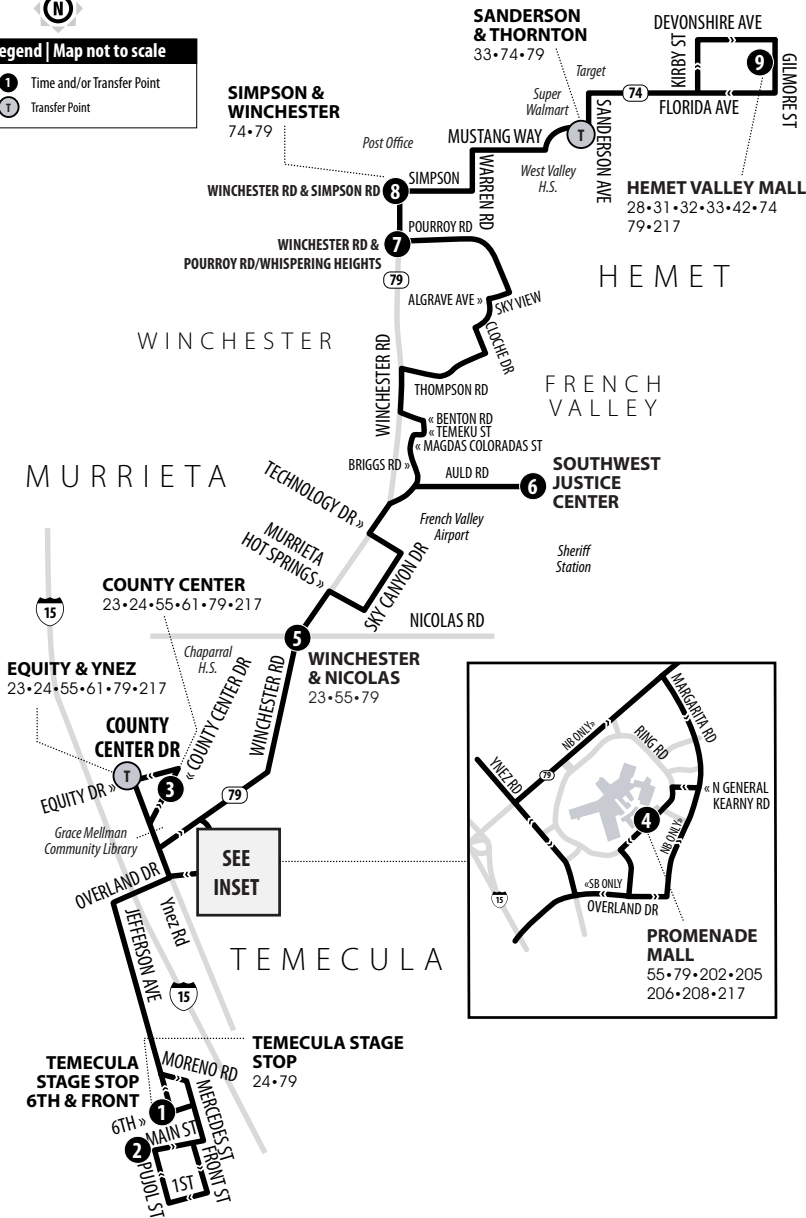 N
egend | Map not to scale
1 Time and/or Transfer Point
T Transfer Point
SANDERSON
& THORNTON
33•74•79
DEVONSHIRE AVE
KIRBY ST
9
GILMORE ST
Target
Super
Walmart
74
FLORIDA AVE
SIMPSON &
WINCHESTER
74•79
Post Office
MUSTANG WAY
T
SANDERSON AVE
West Valley
H.S.
SIMPSON
WARREN RD
WINCHESTER RD & SIMPSON RD
8
HEMET VALLEY MALL
28•31•32•33•42•74
79•217
POURROY RD
WINCHESTER RD &
POURROY RD/WHISPERING HEIGHTS
7
79
HEMET
ALGRAVE AVE »
SKY VIEW
CLOCHE DR
WINCHESTER
WINCHESTER RD
THOMPSON RD
FRENCH
VALLEY
« BENTON RD
« TEMEKU ST
« MAGDAS COLORADAS ST
BRIGGS RD »
AULD RD
6
SOUTHWEST
JUSTICE
CENTER
MURRIETA
TECHNOLOGY DR »
French Valley
Airport
Sheriff
Station
MURRIETA
HOT SPRINGS »
SKY CANYON DR
15
COUNTY CENTER
23•24•55•61•79•217
NICOLAS RD
5
Chaparral
H.S.
WINCHESTER
& NICOLAS
23•55•79
EQUITY & YNEZ
23•24•55•61•79•217
« COUNTY CENTER DR
WINCHESTER RD
COUNTY
CENTER DR
T
3
EQUITY DR »
79
Grace Mellman
Community Library
SEE
INSET
OVERLAND DR
JEFFERSON AVE
Ynez Rd
15
TEMECULA
MARGARITA RD
NB ONLY»
RING RD
79
YNEZ RD
« N GENERAL
KEARNY RD
4
NB ONLY»
«SB ONLY
OVERLAND DR
15
PROMENADE
MALL
55•79•202•205
206•208•217
TEMECULA STAGE
STOP
24•79
TEMECULA
STAGE STOP
6TH & FRONT
MORENO RD
MERCEDES ST
1
6TH »
MAIN ST
2
PUJOL ST
1ST
FRONT ST